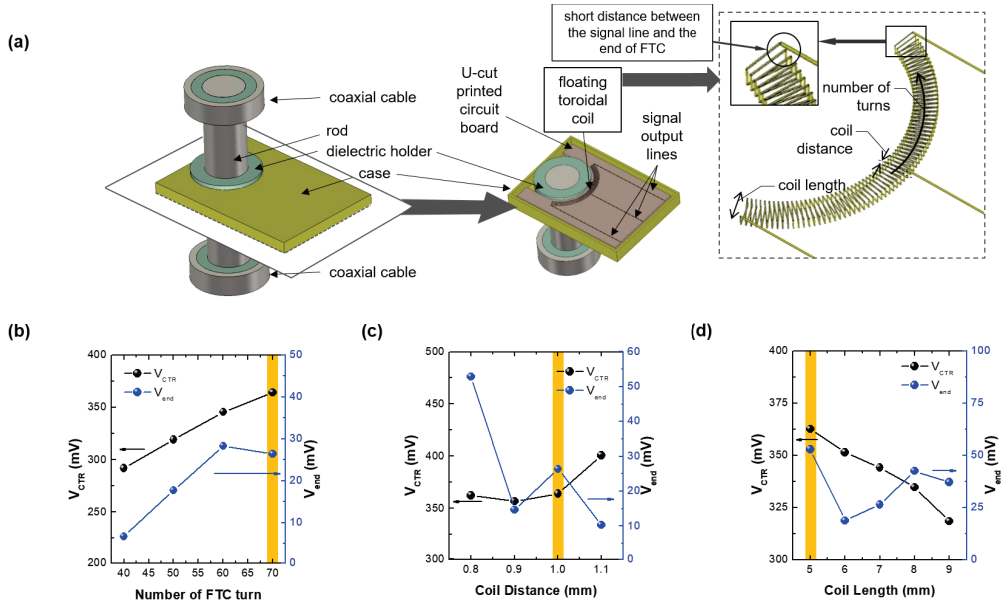 (a)
coaxial cable
rod
dielectric holder
case
coaxial cable
U-cut
printed
circuit
board
floating
toroidal
coil
signal
output
lines
short distance between
the signal line and the
end of FTC
number of
turns
coil
distance
coil length
(b)
400
350
300
250
200
V_CTR (mV)
V_CTR
V_end
50
40
30
20
10
0
V_end (mV)
40 45 50 55 60 65 70
Number of FTC turn
(c)
500
450
400
350
300
V_CTR (mV)
V_CTR
V_end
60
50
40
30
20
10
0
V_end (mV)
0.8 0.9 1.0 1.1
Coil Distance (mm)
(d)
400
375
350
325
300
V_CTR (mV)
V_CTR
V_end
100
75
50
25
0
V_end (mV)
5 6 7 8 9
Coil Length (mm)